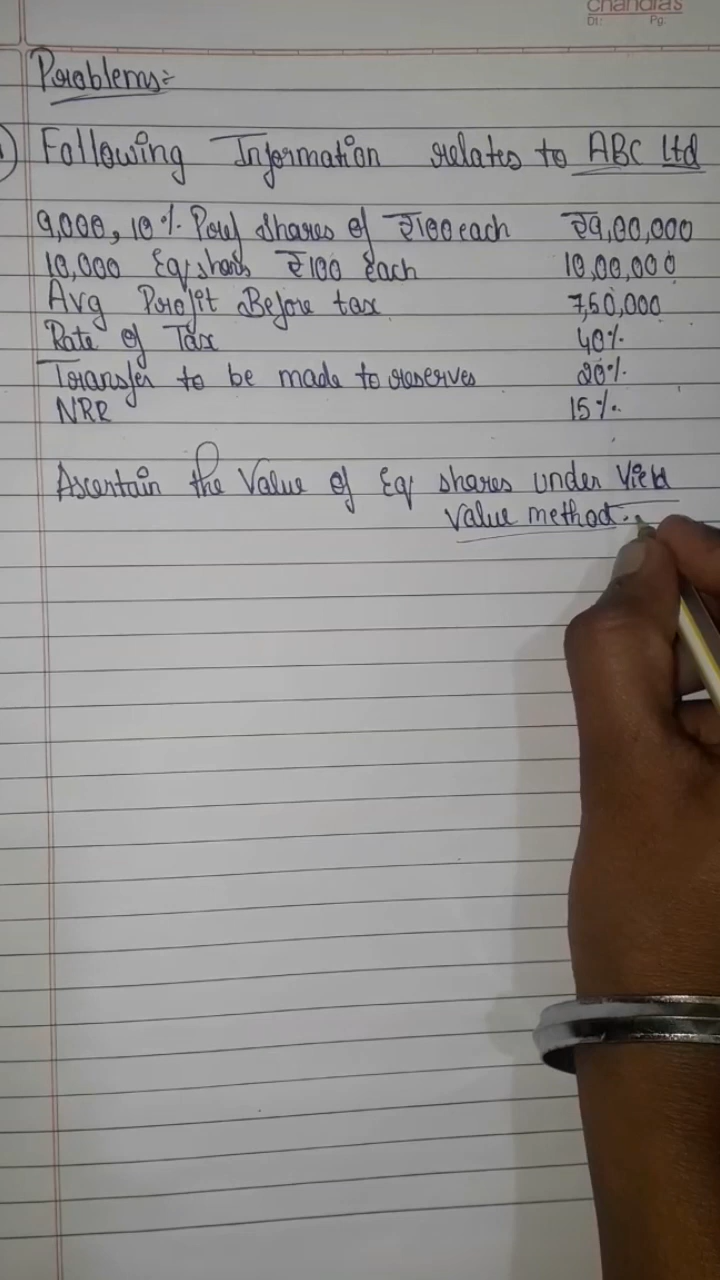 Chandras
Dt: Pg:
Problems:-
) Following Information relates to ABC Ltd
9,000, 10% Pref Shares of ₹100 each ₹9,00,000
10,000 Eq shares ₹100 Each 10,00,000
Avg Profit Before tax 7,50,000
Rate of Tax 40%
Transfer to be made to reserves 20%
NRR 15%
Ascertain the Value of Eq shares under Yield
Value method.